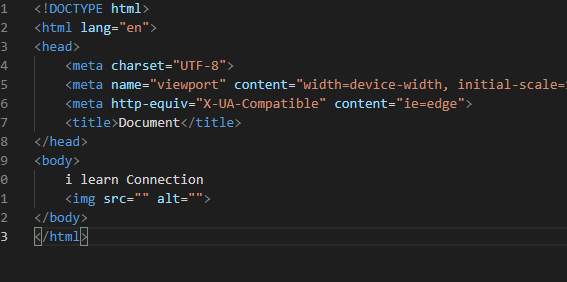 1 <!DOCTYPE html>
2 <html lang="en">
3 <head>
4 <meta charset="UTF-8">
5 <meta name="viewport" content="width=device-width, initial-scale=
6 <meta http-equiv="X-UA-Compatible" content="ie=edge">
7 <title>Document</title>
8 </head>
9 <body>
0 i learn Connection
1 <img src="" alt="">
2 </body>
3 </html>